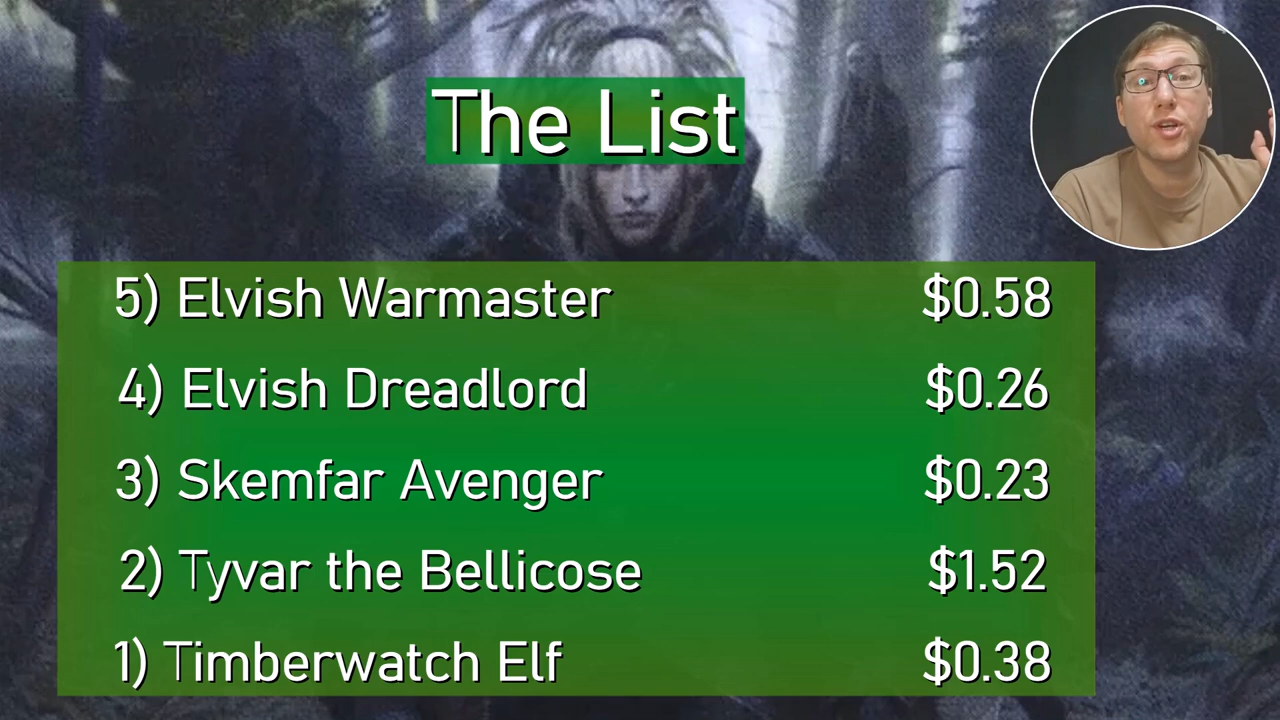 The List
5) Elvish Warmaster $0.58
4) Elvish Dreadlord $0.26
3) Skemfar Avenger $0.23
2) Tyvar the Bellicose $1.52
1) Timberwatch Elf $0.38